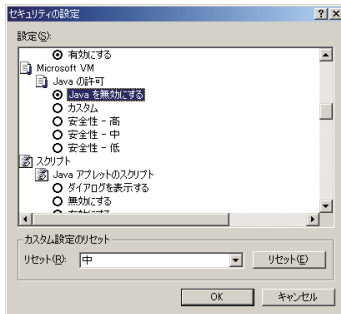 セキュリティの設定
設定(S):
有効にする
Microsoft VM
Java の許可
Java を無効にする
カスタム
安全性 - 高
安全性 - 中
安全性 - 低
スクリプト
Java アプレットのスクリプト
ダイアログを表示する
無効にする
有効にする
カスタム設定のリセット
リセット(R): 中 リセット(E)
OK キャンセル